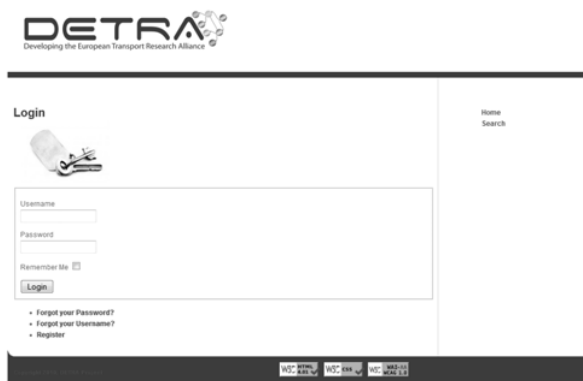 DETRA
Developing the European Transport Research Alliance
Login
Home
Search
Username
Password
Remember Me
Login
Forgot your Password?
Forgot your Username?
Register
W3C HTML 4.01
W3C CSS
W3C WAI-AA WCAG 1.0